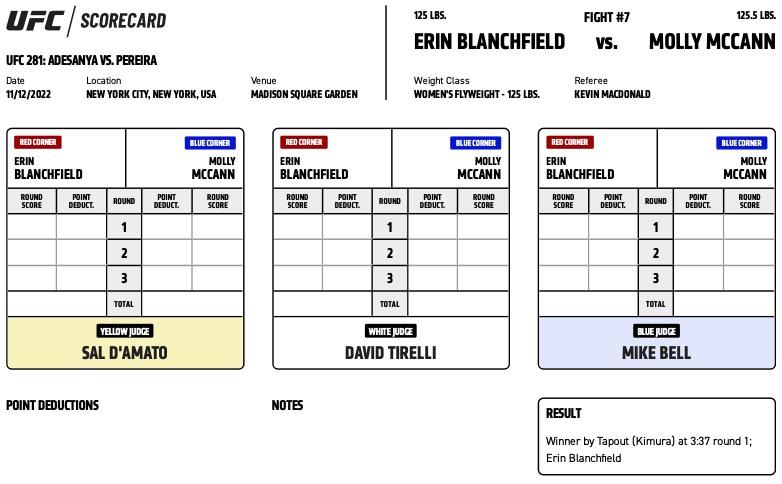 UFC / SCORECARD
UFC 281: ADESANYA VS. PEREIRA
Date Location Venue
11/12/2022 NEW YORK CITY, NEW YORK, USA MADISON SQUARE GARDEN
125 LBS. FIGHT #7 125.5 LBS.
ERIN BLANCHFIELD vs. MOLLY MCCANN
Weight Class Referee
WOMEN'S FLYWEIGHT - 125 LBS. KEVIN MACDONALD
RED CORNER BLUE CORNER
ERIN MOLLY
BLANCHFIELD MCCANN
ROUND POINT ROUND POINT ROUND
SCORE DEDUCT. DEDUCT. SCORE
1
2
3
TOTAL
YELLOW JUDGE
SAL D'AMATO
RED CORNER BLUE CORNER
ERIN MOLLY
BLANCHFIELD MCCANN
ROUND POINT ROUND POINT ROUND
SCORE DEDUCT. DEDUCT. SCORE
1
2
3
TOTAL
WHITE JUDGE
DAVID TIRELLI
RED CORNER BLUE CORNER
ERIN MOLLY
BLANCHFIELD MCCANN
ROUND POINT ROUND POINT ROUND
SCORE DEDUCT. DEDUCT. SCORE
1
2
3
TOTAL
BLUE JUDGE
MIKE BELL
POINT DEDUCTIONS
NOTES
RESULT
Winner by Tapout (Kimura) at 3:37 round 1;
Erin Blanchfield